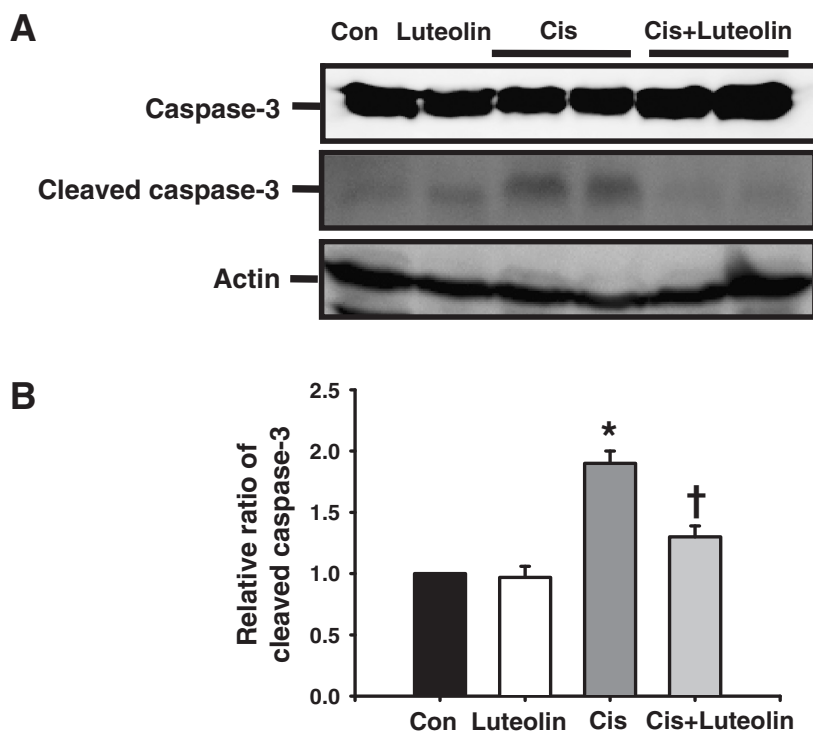 A
Con Luteolin Cis Cis+Luteolin
Caspase-3
Cleaved caspase-3
Actin
B
Relative ratio of
cleaved caspase-3
2.5
2.0
1.5
1.0
0.5
0.0
*
†
Con Luteolin Cis Cis+Luteolin